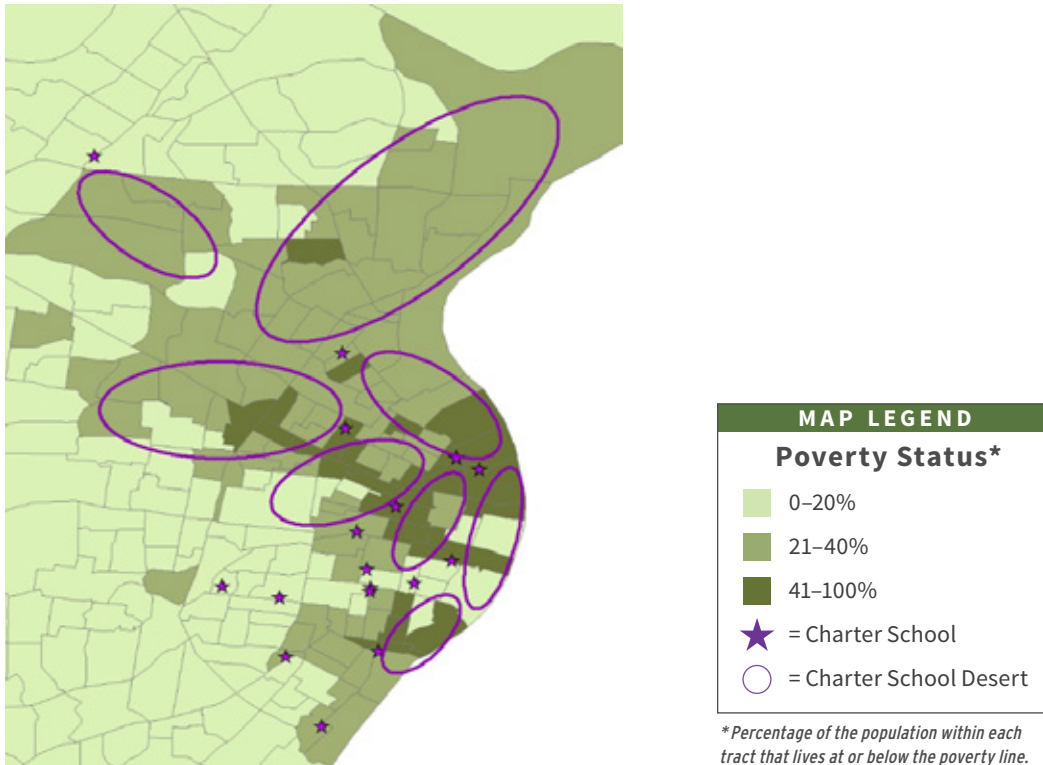 MAP LEGEND
Poverty Status*
0–20%
21–40%
41–100%
= Charter School
= Charter School Desert
* Percentage of the population within each
tract that lives at or below the poverty line.